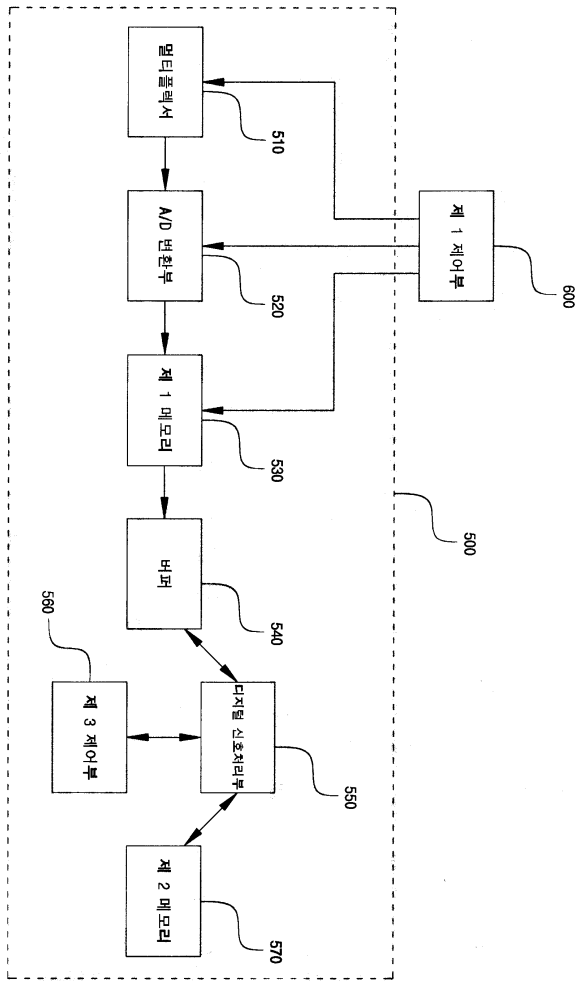 멀티플렉서
510
A/D 변환부
520
제 1 메모리
530
버퍼
540
디지털 신호처리부
550
제 3 제어부
560
제 2 메모리
570
제 1 제어부
600
500